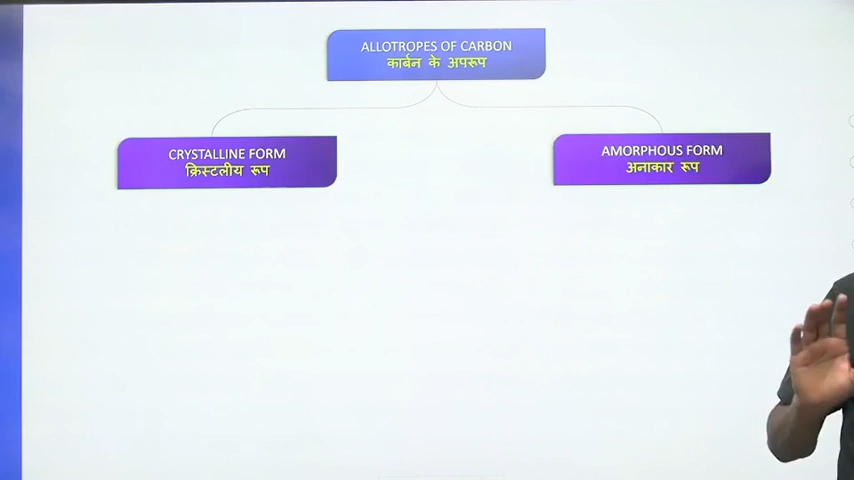 ALLOTROPES OF CARBON
कार्बन के अपरूप
CRYSTALLINE FORM
क्रिस्टलीय रूप
AMORPHOUS FORM
अनाकार रूप